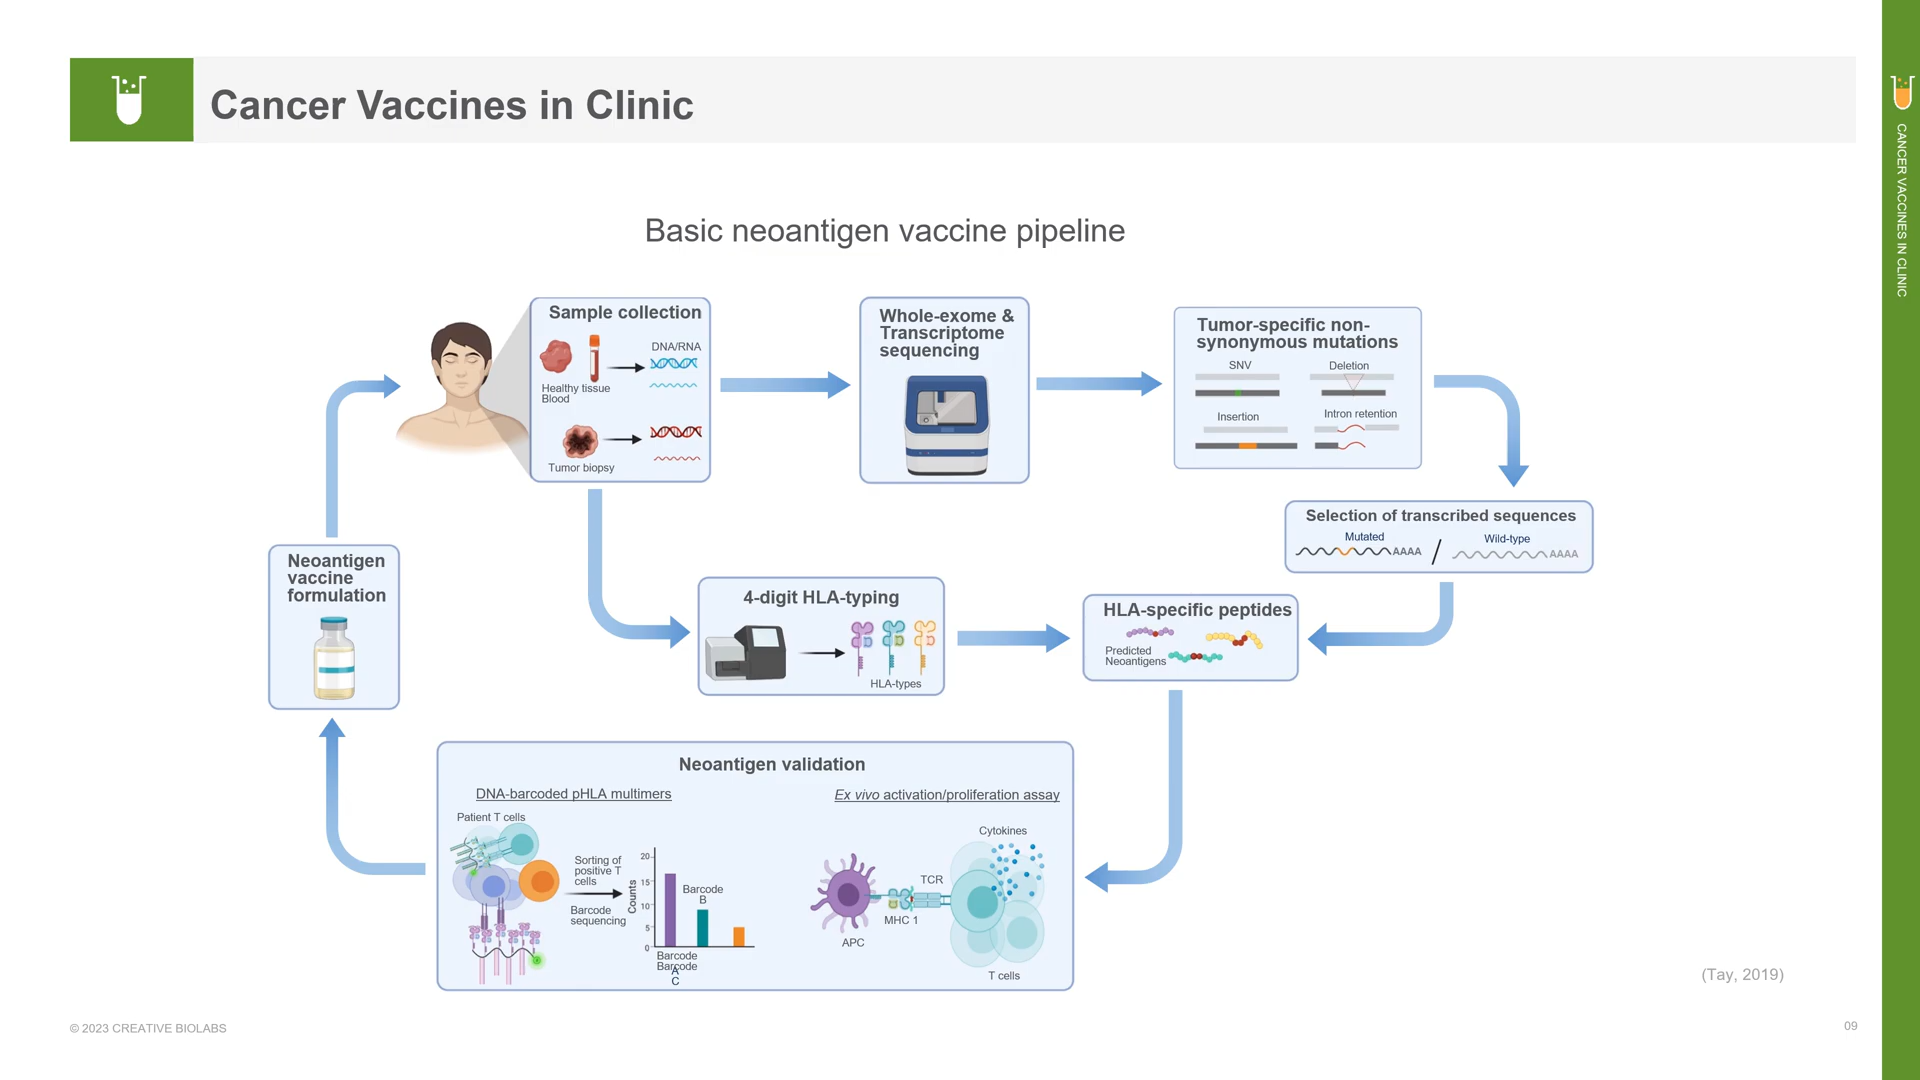 Cancer Vaccines in Clinic
CANCER VACCINES IN CLINIC
Basic neoantigen vaccine pipeline
Sample collection
DNA/RNA
Healthy tissue
Blood
Tumor biopsy
Whole-exome &
Transcriptome
sequencing
Tumor-specific non-
synonymous mutations
SNV
Deletion
Insertion
Intron retention
Selection of transcribed sequences
Mutated
Wild-type
AAAA
/
AAAA
Neoantigen
vaccine
formulation
4-digit HLA-typing
HLA-types
HLA-specific peptides
Predicted
Neoantigens
Neoantigen validation
DNA-barcoded pHLA multimers
Patient T cells
Sorting of
positive T
cells
Barcode
sequencing
Counts
20
15
10
5
0
Barcode
B
Barcode
Barcode
A
C
Ex vivo activation/proliferation assay
Cytokines
TCR
MHC 1
APC
T cells
(Tay, 2019)
© 2023 CREATIVE BIOLABS
09